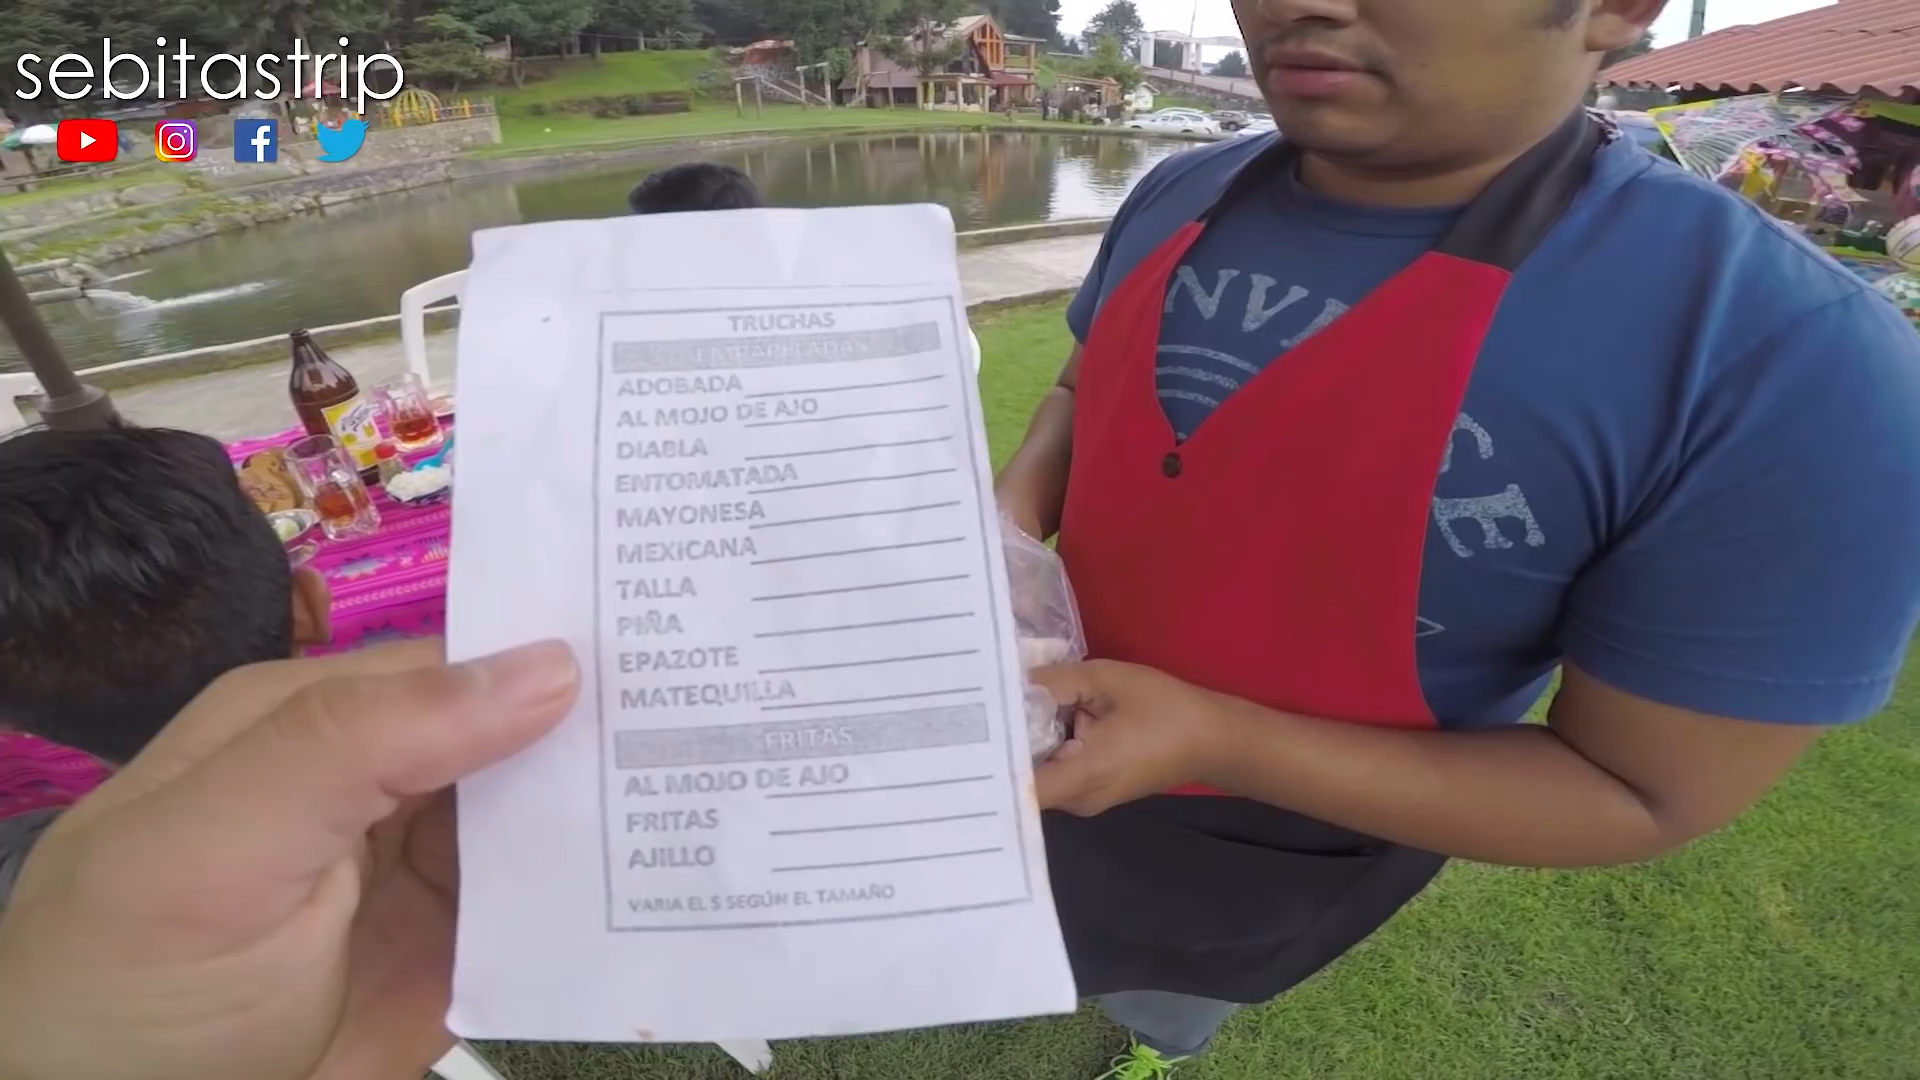 sebitastrip
TRUCHAS
EMPAPELADAS
ADOBADA
AL MOJO DE AJO
DIABLA
ENTOMATADA
MAYONESA
MEXICANA
TALLA
PIÑA
EPAZOTE
MATEQUILLA
FRITAS
AL MOJO DE AJO
FRITAS
AJILLO
VARIA EL $ SEGÚN EL TAMAÑO